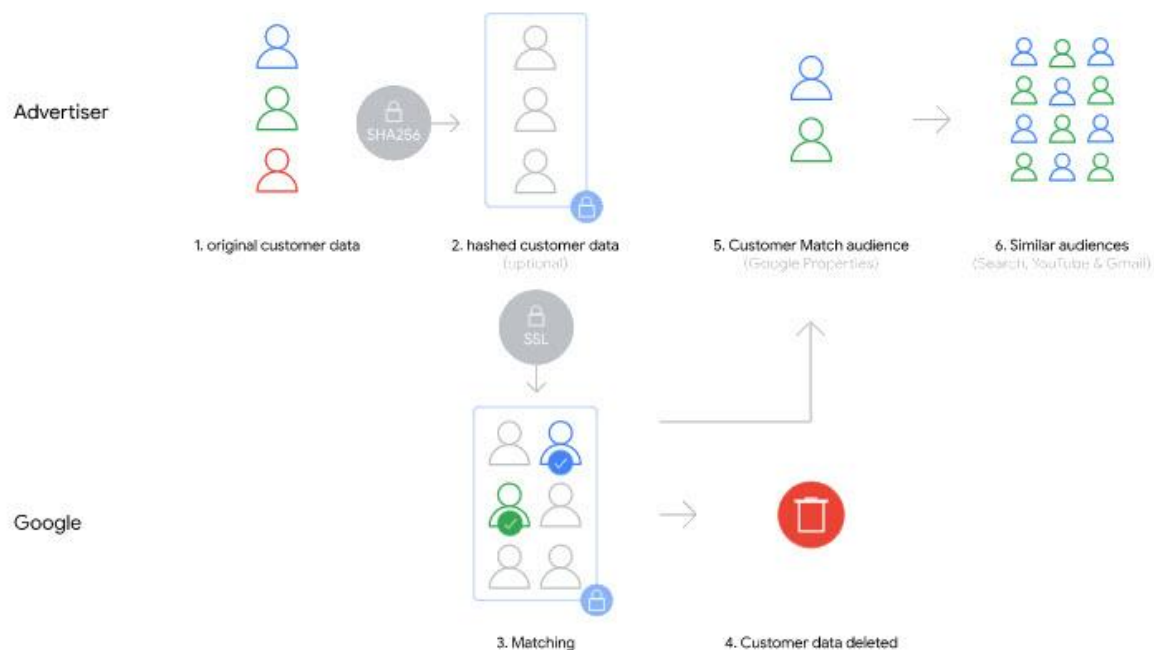 Advertiser
SHA256
1. original customer data
2. hashed customer data
(optional)
5. Customer Match audience
(Google Properties)
6. Similar audiences
(Search, YouTube & Gmail)
SSL
Google
3. Matching
4. Customer data deleted